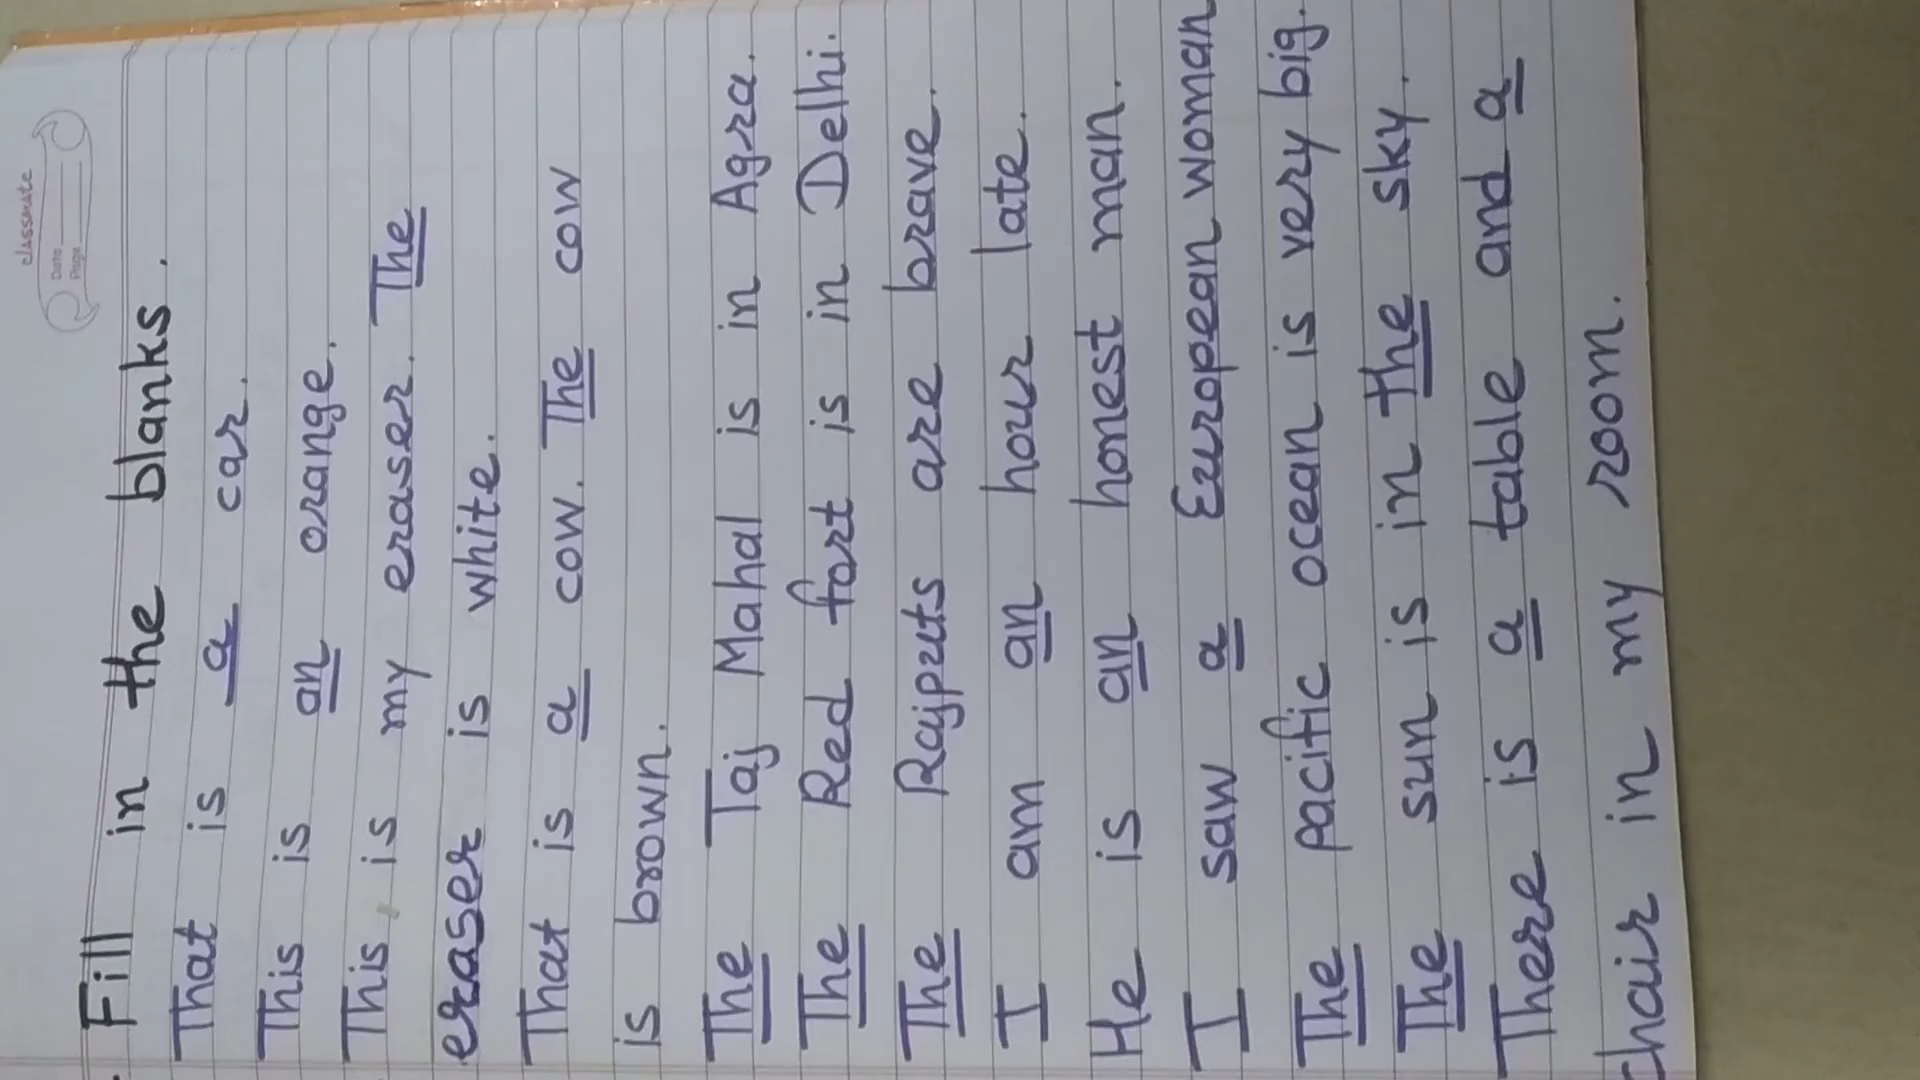 classmate
Date
Page
Fill in the blanks.
That is a car.
This is an orange.
This is my eraser. The
eraser is white.
That is a cow. The cow
is brown.
The Taj Mahal is in Agra.
The Red fort is in Delhi.
The Rajputs are brave.
I am an hour late.
He is an honest man.
I saw a European woman
The pacific ocean is very big.
The sun is in the sky.
There is a table and a
chair in my room.